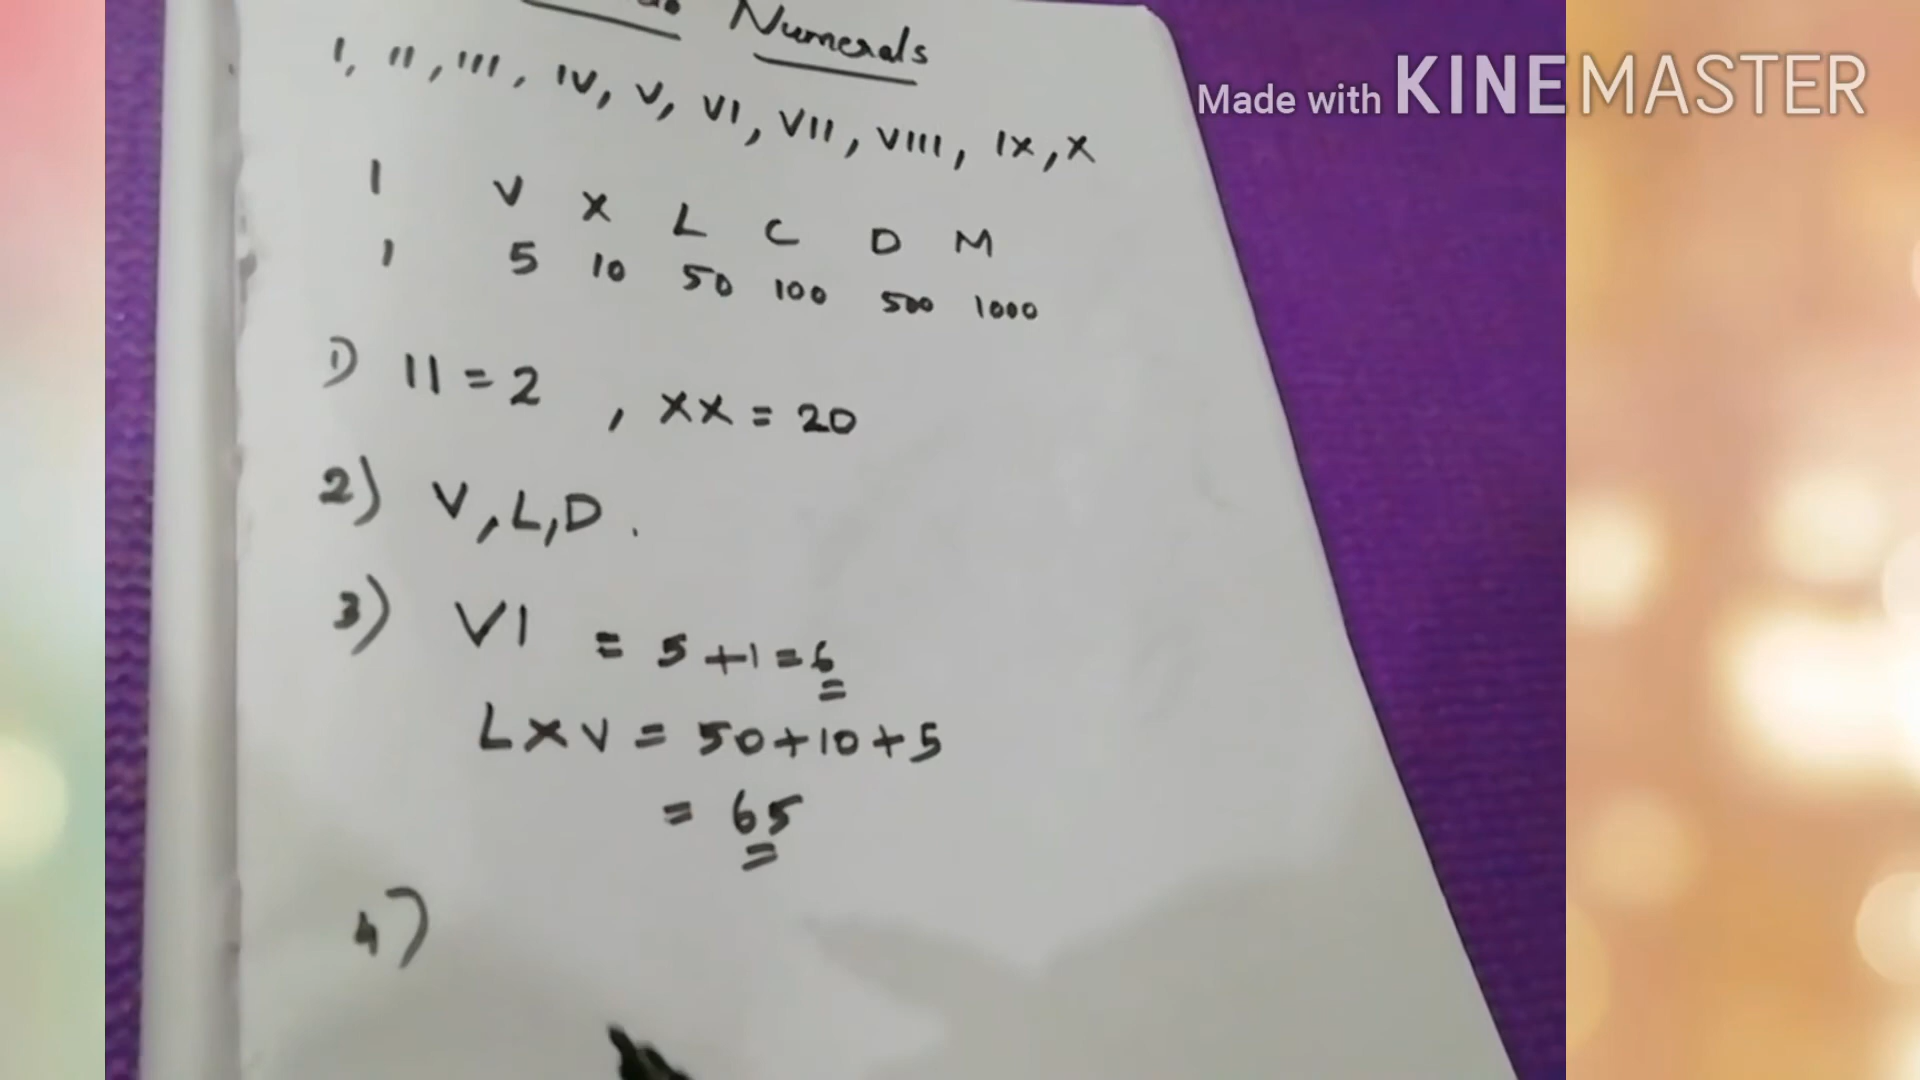 Numerals
I, II, III, IV, V, VI, VII, VIII, IX, X
I V X L C D M
1 5 10 50 100 500 1000
1) II = 2 , XX = 20
2) V, L, D.
3) VI = 5 + 1 = 6
LXV = 50 + 10 + 5
= 65
4)
Made with KINEMASTER